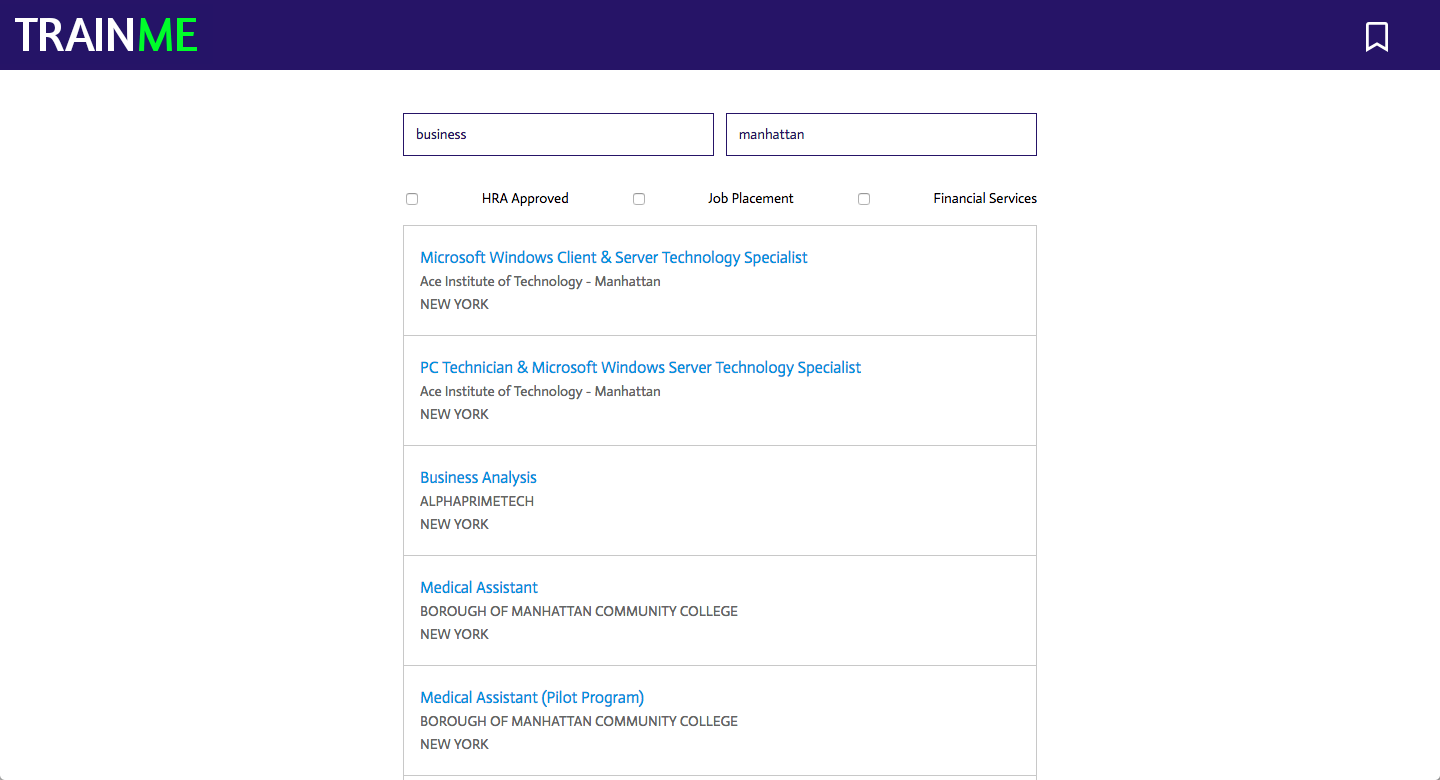 TRAINME
business manhattan
HRA Approved Job Placement Financial Services
Microsoft Windows Client & Server Technology Specialist
Ace Institute of Technology - Manhattan
NEW YORK
PC Technician & Microsoft Windows Server Technology Specialist
Ace Institute of Technology - Manhattan
NEW YORK
Business Analysis
ALPHAPRIMETECH
NEW YORK
Medical Assistant
BOROUGH OF MANHATTAN COMMUNITY COLLEGE
NEW YORK
Medical Assistant (Pilot Program)
BOROUGH OF MANHATTAN COMMUNITY COLLEGE
NEW YORK